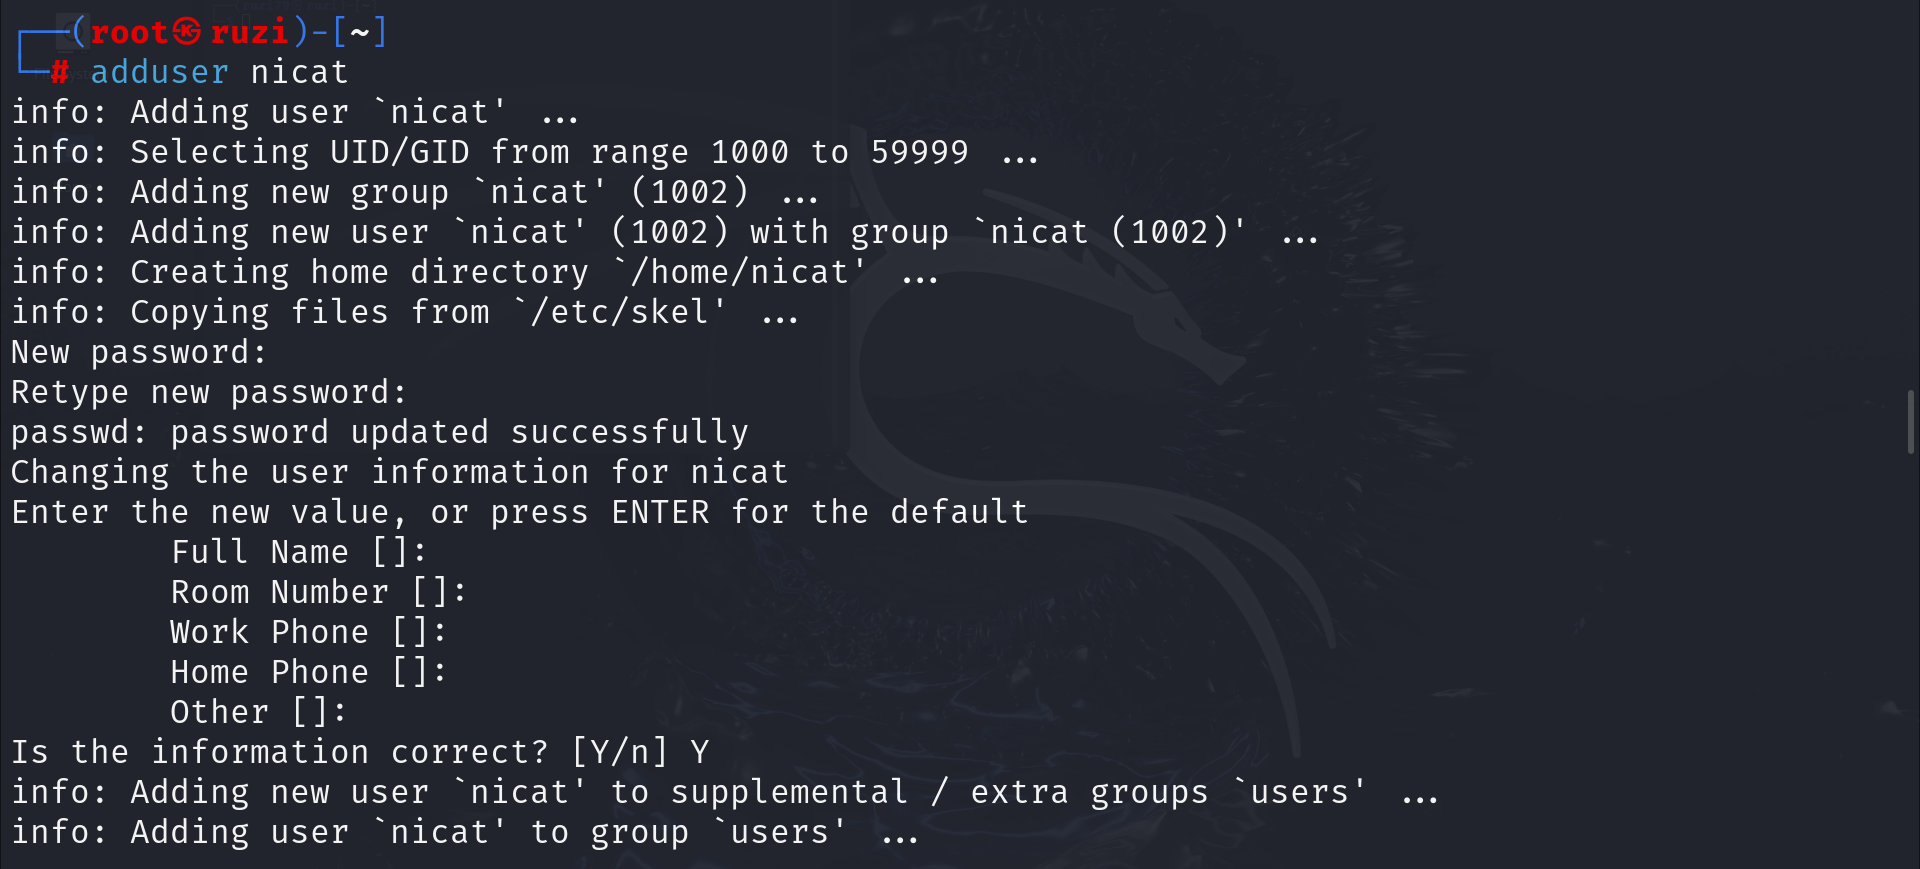 ┌──(root㉿ruzi)-[~]
└─# adduser nicat
info: Adding user `nicat' ...
info: Selecting UID/GID from range 1000 to 59999 ...
info: Adding new group `nicat' (1002) ...
info: Adding new user `nicat' (1002) with group `nicat (1002)' ...
info: Creating home directory `/home/nicat' ...
info: Copying files from `/etc/skel' ...
New password:
Retype new password:
passwd: password updated successfully
Changing the user information for nicat
Enter the new value, or press ENTER for the default
        Full Name []:
        Room Number []:
        Work Phone []:
        Home Phone []:
        Other []:
Is the information correct? [Y/n] Y
info: Adding new user `nicat' to supplemental / extra groups `users' ...
info: Adding user `nicat' to group `users' ...